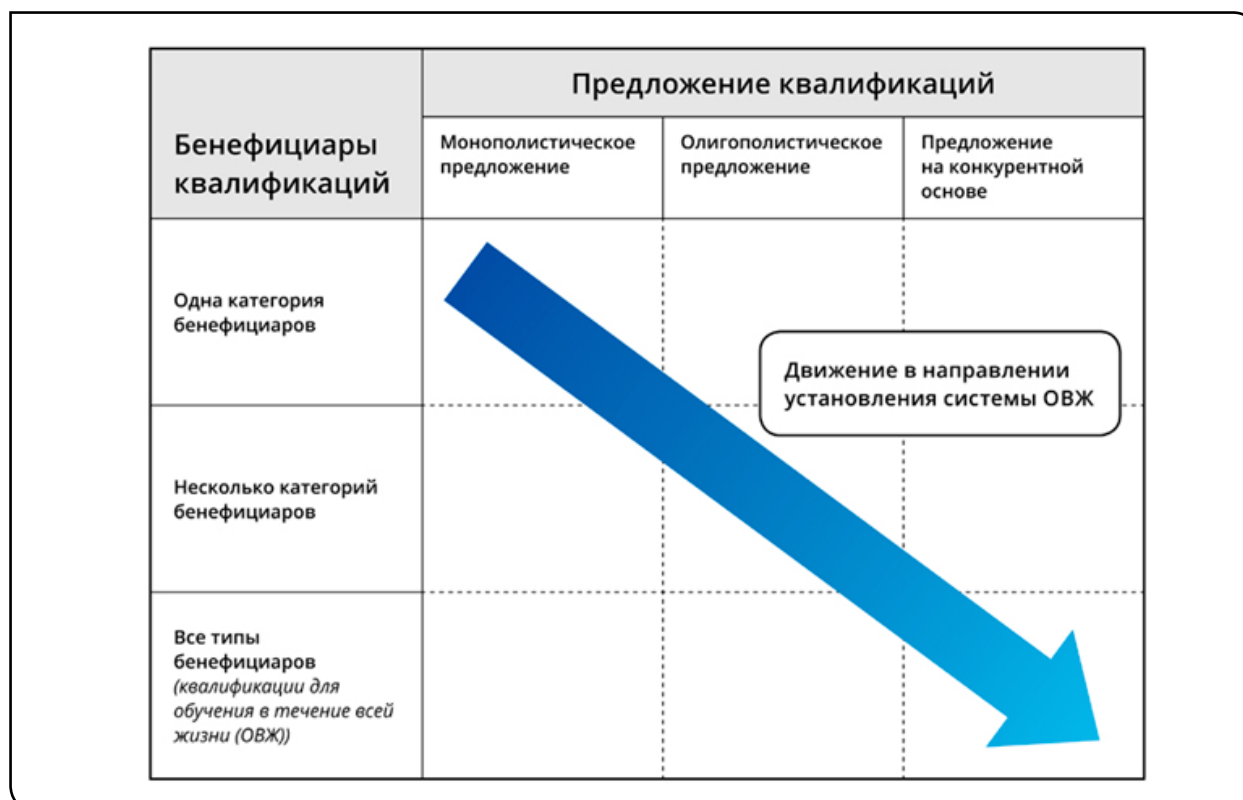 Бенефициары
квалификаций
Предложение квалификаций
Монополистическое
предложение
Олигополистическое
предложение
Предложение
на конкурентной
основе
Одна категория
бенефициаров
Движение в направлении
установления системы ОВЖ
Несколько категорий
бенефициаров
Все типы
бенефициаров
(квалификации для
обучения в течение всей
жизни (ОВЖ))